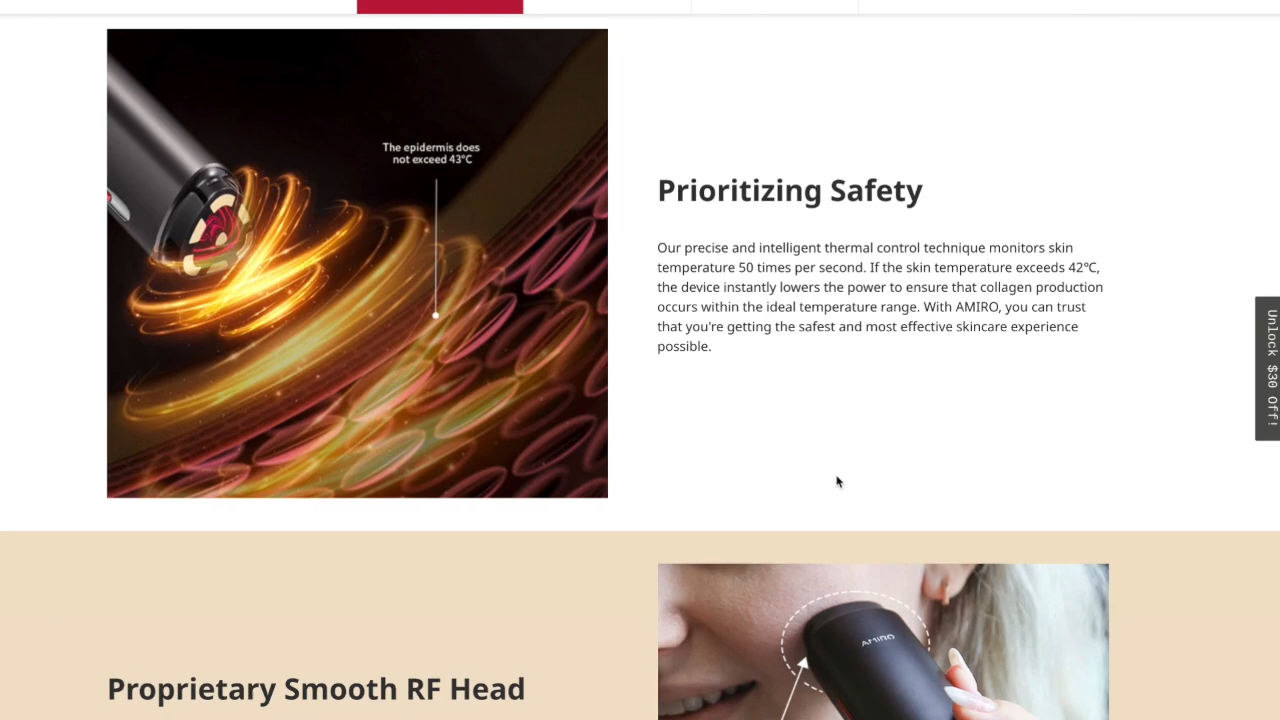 The epidermis does
not exceed 43°C
Prioritizing Safety
Our precise and intelligent thermal control technique monitors skin
temperature 50 times per second. If the skin temperature exceeds 42℃,
the device instantly lowers the power to ensure that collagen production
occurs within the ideal temperature range. With AMIRO, you can trust
that you're getting the safest and most effective skincare experience
possible.
Unlock $30 Off!
Proprietary Smooth RF Head
AMIRO